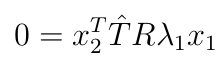 $0 = x_2^T \hat{T} R \lambda_1 x_1$